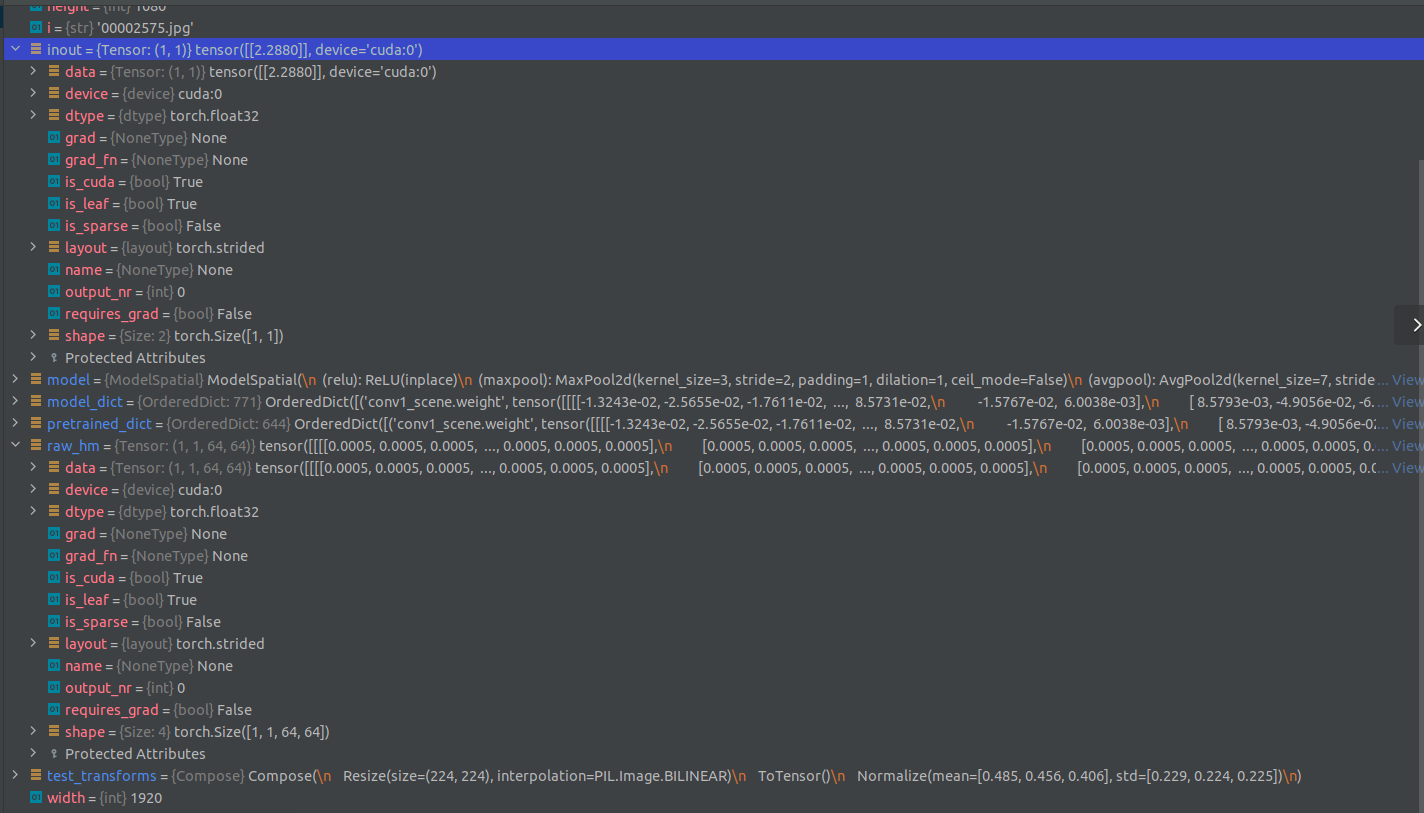 height = {int} 1080
i = {str} '00002575.jpg'
inout = {Tensor: (1, 1)} tensor([[2.2880]], device='cuda:0')
data = {Tensor: (1, 1)} tensor([[2.2880]], device='cuda:0')
device = {device} cuda:0
dtype = {dtype} torch.float32
grad = {NoneType} None
grad_fn = {NoneType} None
is_cuda = {bool} True
is_leaf = {bool} True
is_sparse = {bool} False
layout = {layout} torch.strided
name = {NoneType} None
output_nr = {int} 0
requires_grad = {bool} False
shape = {Size: 2} torch.Size([1, 1])
Protected Attributes
model = {ModelSpatial} ModelSpatial(\n (relu): ReLU(inplace)\n (maxpool): MaxPool2d(kernel_size=3, stride=2, padding=1, dilation=1, ceil_mode=False)\n (avgpool): AvgPool2d(kernel_size=7, stride ... View
model_dict = {OrderedDict: 771} OrderedDict([('conv1_scene.weight', tensor([[[[-1.3243e-02, -2.5655e-02, -1.7611e-02, ..., 8.5731e-02,\n -1.5767e-02, 6.0038e-03],\n [ 8.5793e-03, -4.9056e-02, -6. ... View
pretrained_dict = {OrderedDict: 644} OrderedDict([('conv1_scene.weight', tensor([[[[-1.3243e-02, -2.5655e-02, -1.7611e-02, ..., 8.5731e-02,\n -1.5767e-02, 6.0038e-03],\n [ 8.5793e-03, -4.9056e-02 ... View
raw_hm = {Tensor: (1, 1, 64, 64)} tensor([[[[0.0005, 0.0005, 0.0005, ..., 0.0005, 0.0005, 0.0005],\n [0.0005, 0.0005, 0.0005, ..., 0.0005, 0.0005, 0.0005],\n [0.0005, 0.0005, 0.0005, ..., 0.0005, 0.0005, 0. ... View
data = {Tensor: (1, 1, 64, 64)} tensor([[[[0.0005, 0.0005, 0.0005, ..., 0.0005, 0.0005, 0.0005],\n [0.0005, 0.0005, 0.0005, ..., 0.0005, 0.0005, 0.0005],\n [0.0005, 0.0005, 0.0005, ..., 0.0005, 0.0005, 0.0 ... View
device = {device} cuda:0
dtype = {dtype} torch.float32
grad = {NoneType} None
grad_fn = {NoneType} None
is_cuda = {bool} True
is_leaf = {bool} True
is_sparse = {bool} False
layout = {layout} torch.strided
name = {NoneType} None
output_nr = {int} 0
requires_grad = {bool} False
shape = {Size: 4} torch.Size([1, 1, 64, 64])
Protected Attributes
test_transforms = {Compose} Compose(\n Resize(size=(224, 224), interpolation=PIL.Image.BILINEAR)\n ToTensor()\n Normalize(mean=[0.485, 0.456, 0.406], std=[0.229, 0.224, 0.225])\n)
width = {int} 1920